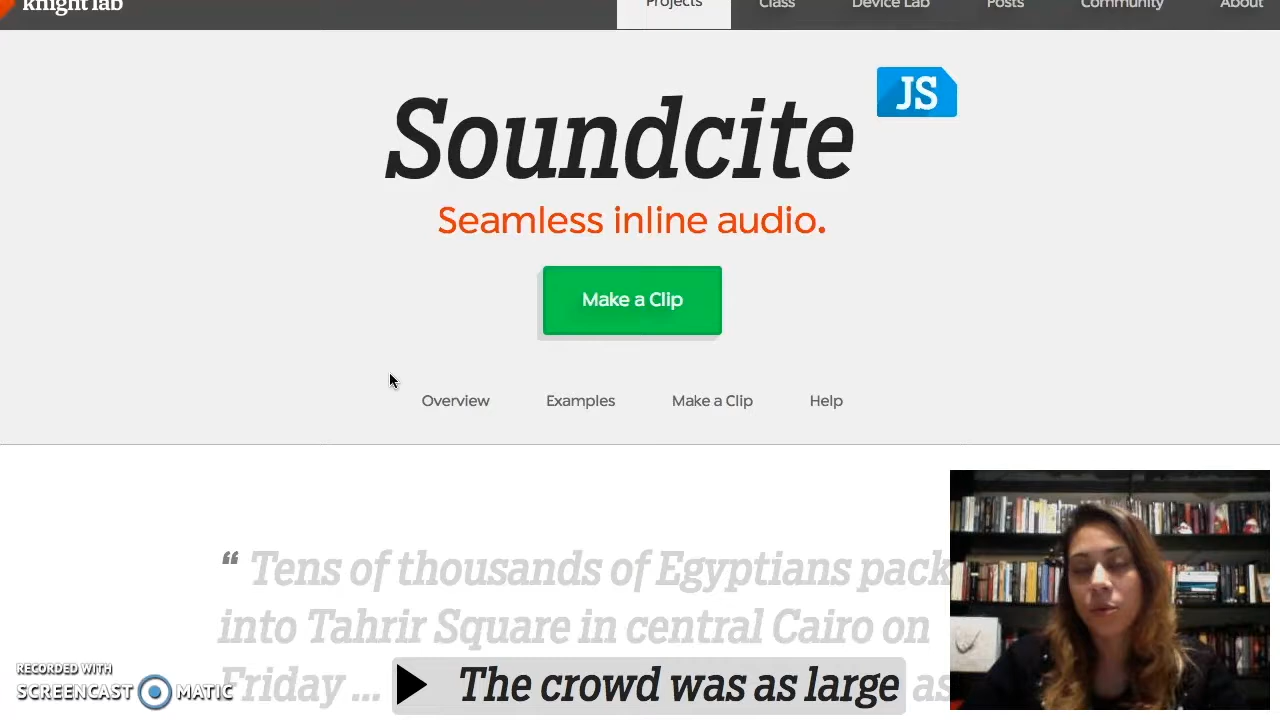 knight lab Projects Class Device Lab Posts Community About
JS
Soundcite
Seamless inline audio.
Make a Clip
Overview Examples Make a Clip Help
“ Tens of thousands of Egyptians pack
into Tahrir Square in central Cairo on
Friday ... The crowd was as large as
RECORDED WITH
SCREENCAST MATIC